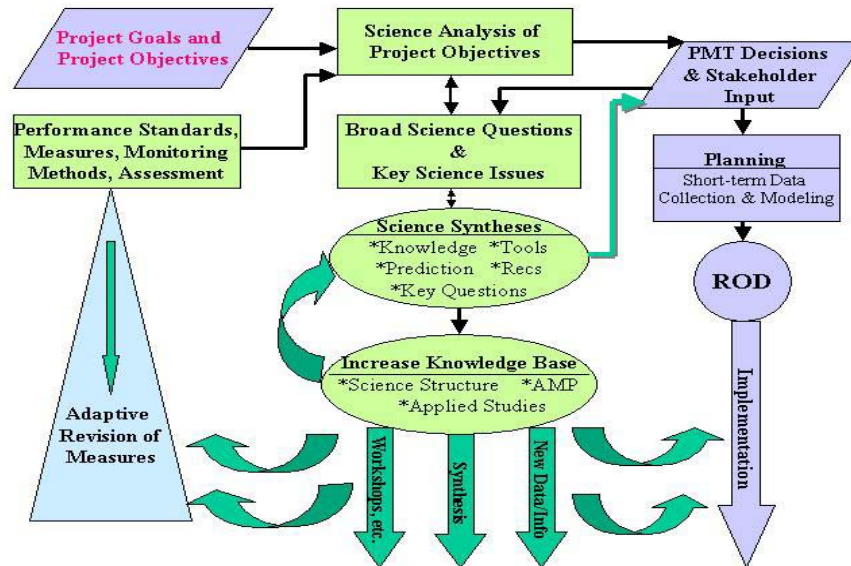 Project Goals and
Project Objectives
Science Analysis of
Project Objectives
PMT Decisions
& Stakeholder
Input
Performance Standards,
Measures, Monitoring
Methods, Assessment
Broad Science Questions
&
Key Science Issues
Planning
Short-term Data
Collection & Modeling
Science Syntheses
*Knowledge *Tools
*Prediction *Recs
*Key Questions
ROD
Increase Knowledge Base
*Science Structure *AMP
*Applied Studies
Adaptive
Revision of
Measures
Workshops, etc.
Synthesis
New Data/Info
Implementation